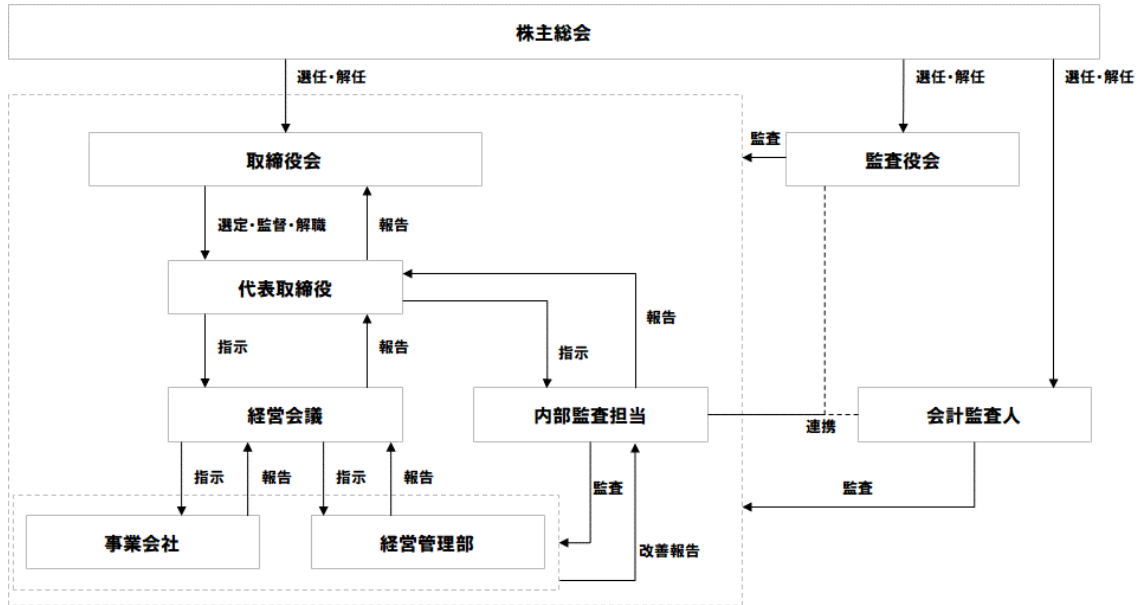 株主総会
選任・解任
選任・解任
選任・解任
取締役会
監査
監査役会
選定・監督・解職
報告
代表取締役
指示
報告
指示
報告
経営会議
内部監査担当
連携
会計監査人
指示
報告
指示
報告
監査
監査
事業会社
経営管理部
改善報告